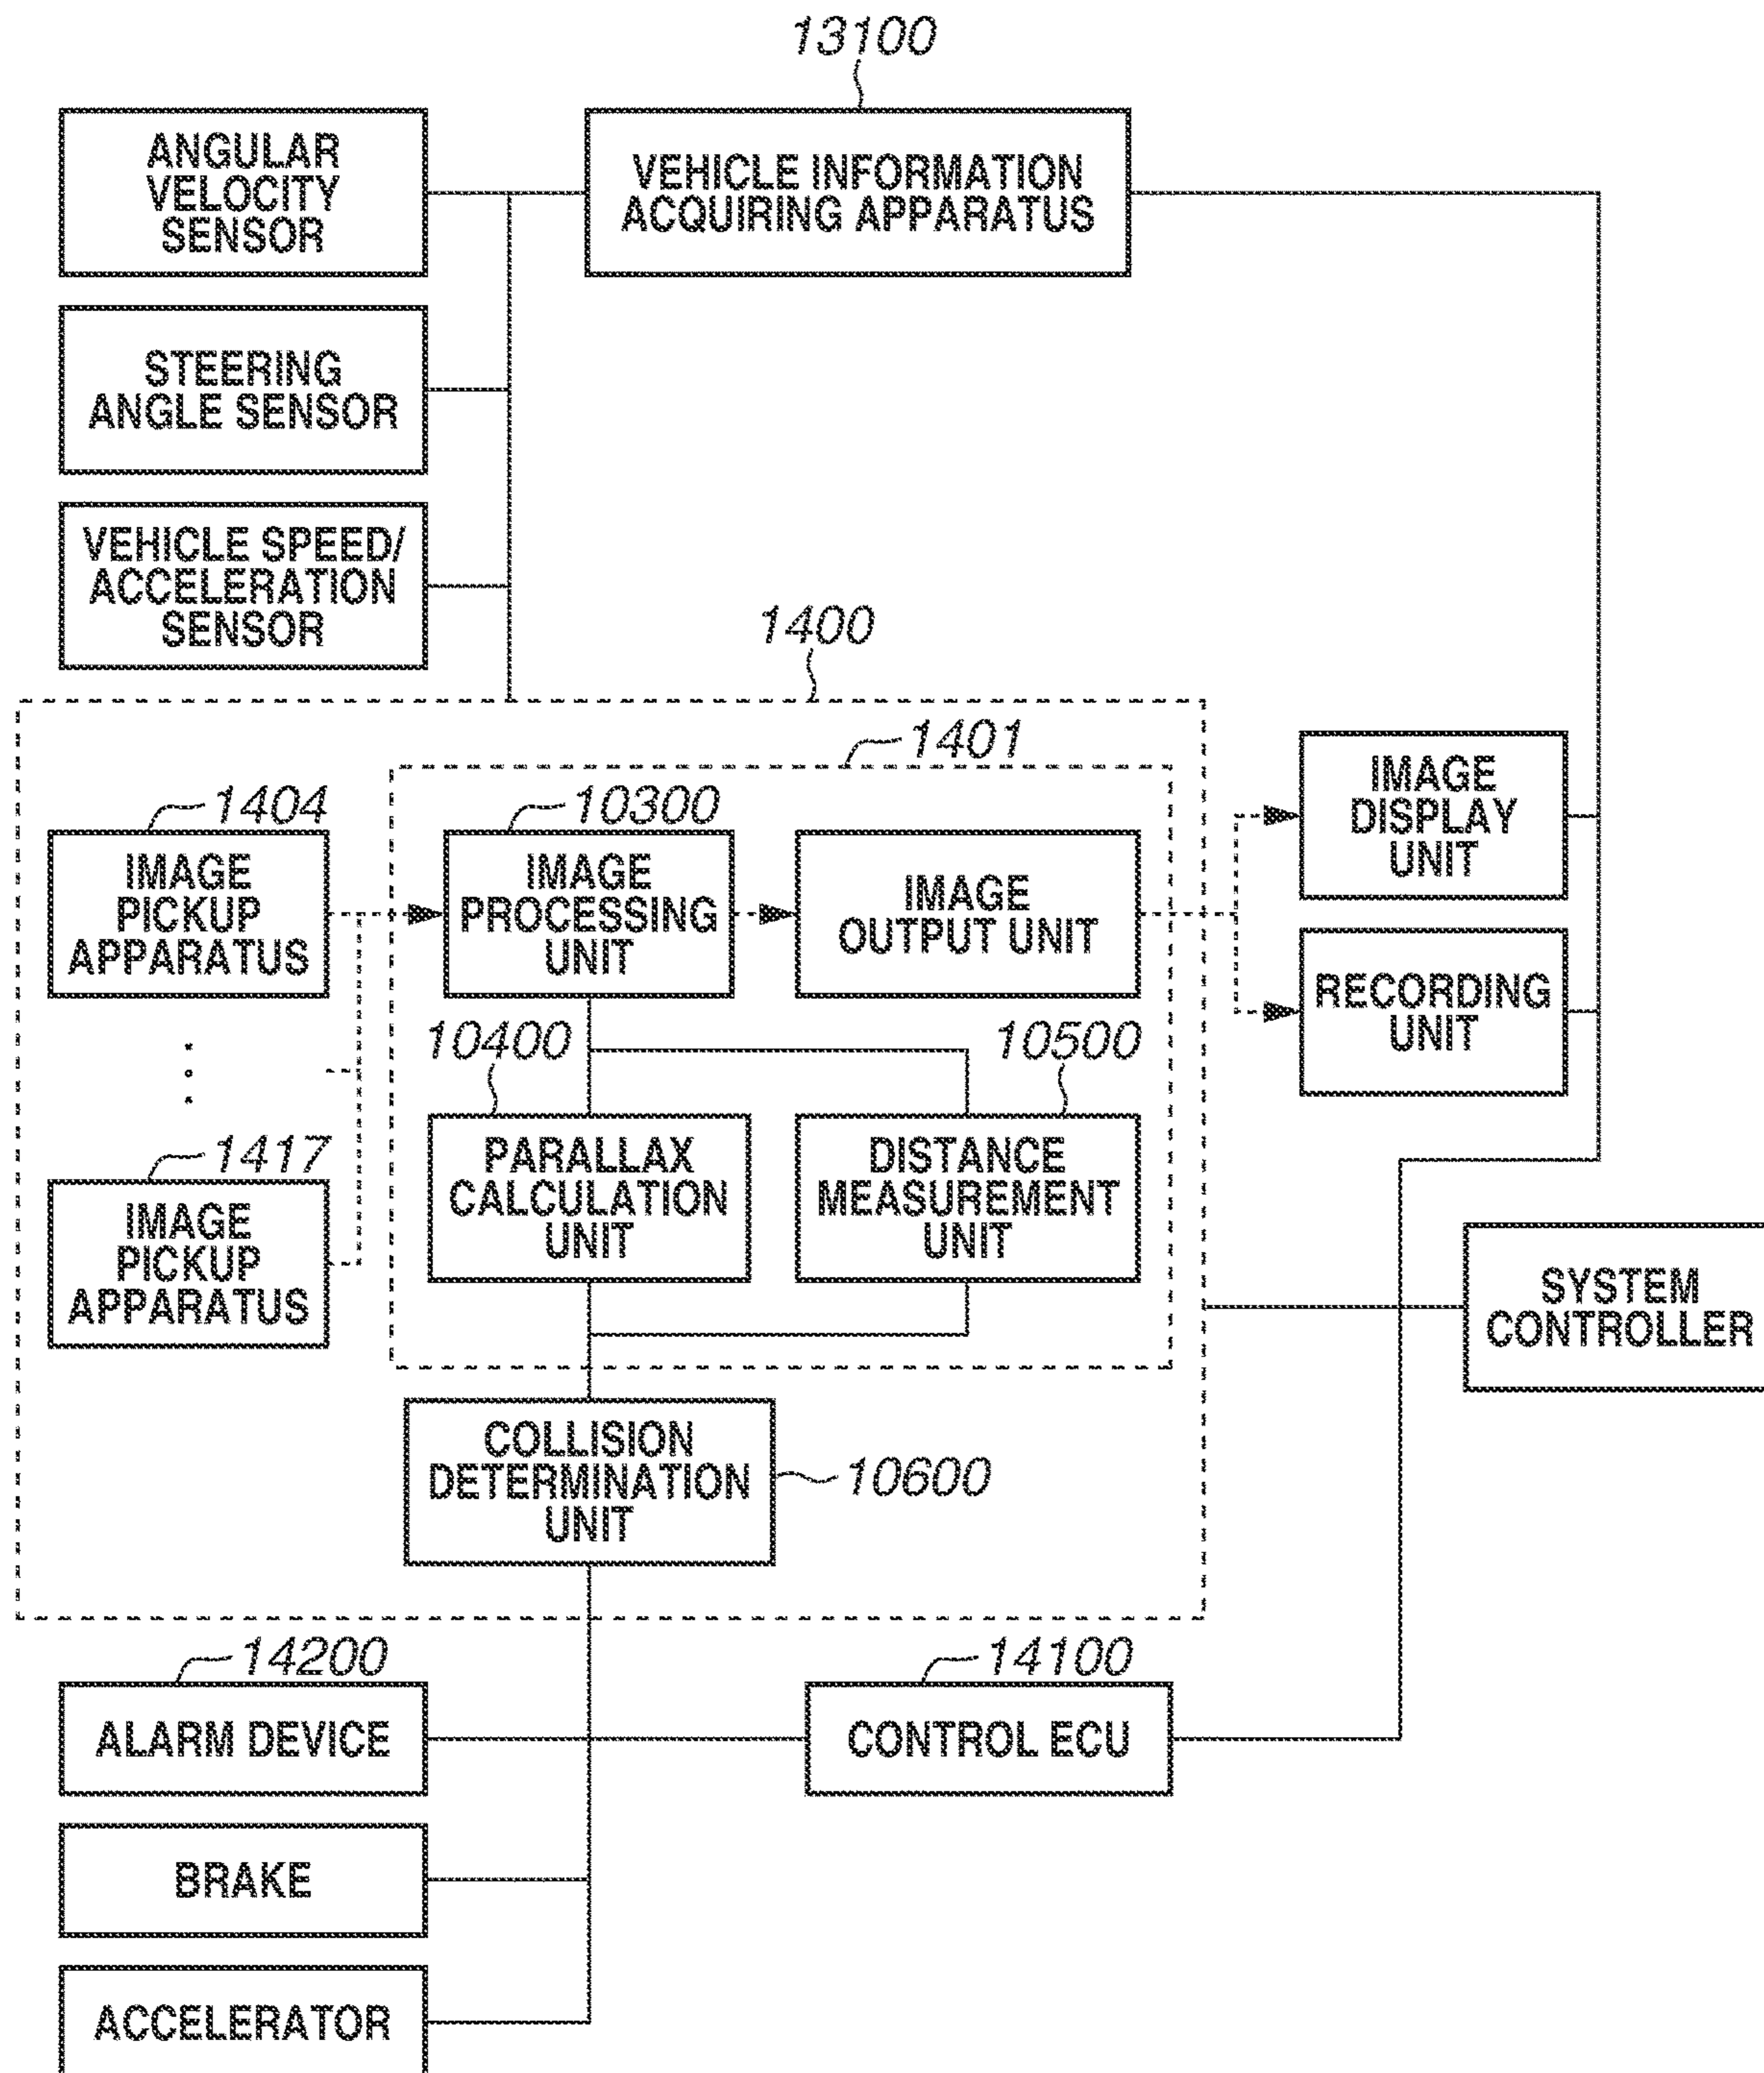 13100
ANGULAR
VELOCITY
SENSOR
VEHICLE INFORMATION
ACQUIRING APPARATUS
STEERING
ANGLE SENSOR
VEHICLE SPEED/
ACCELERATION
SENSOR
1400
1401
1404
IMAGE
PICKUP
APPARATUS
10300
IMAGE
PROCESSING
UNIT
IMAGE
OUTPUT UNIT
IMAGE
DISPLAY
UNIT
RECORDING
UNIT
10400
10500
1417
IMAGE
PICKUP
APPARATUS
PARALLAX
CALCULATION
UNIT
DISTANCE
MEASUREMENT
UNIT
SYSTEM
CONTROLLER
COLLISION
DETERMINATION
UNIT
10600
14200
ALARM DEVICE
14100
CONTROL ECU
BRAKE
ACCELERATOR